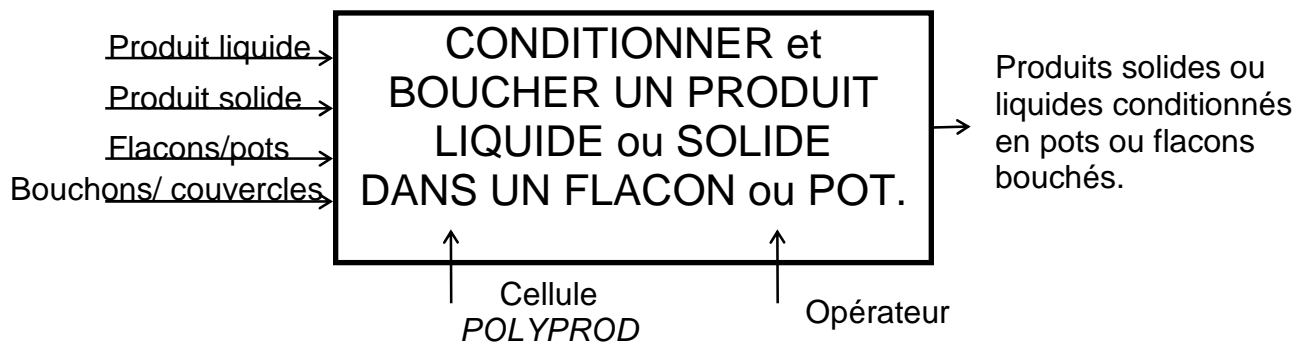 Produit liquide
Produit solide
Flacons/pots
Bouchons/ couvercles
CONDITIONNER et
BOUCHER UN PRODUIT
LIQUIDE ou SOLIDE
DANS UN FLACON ou POT.
Produits solides ou
liquides conditionnés
en pots ou flacons
bouchés.
Cellule
POLYPROD
Opérateur